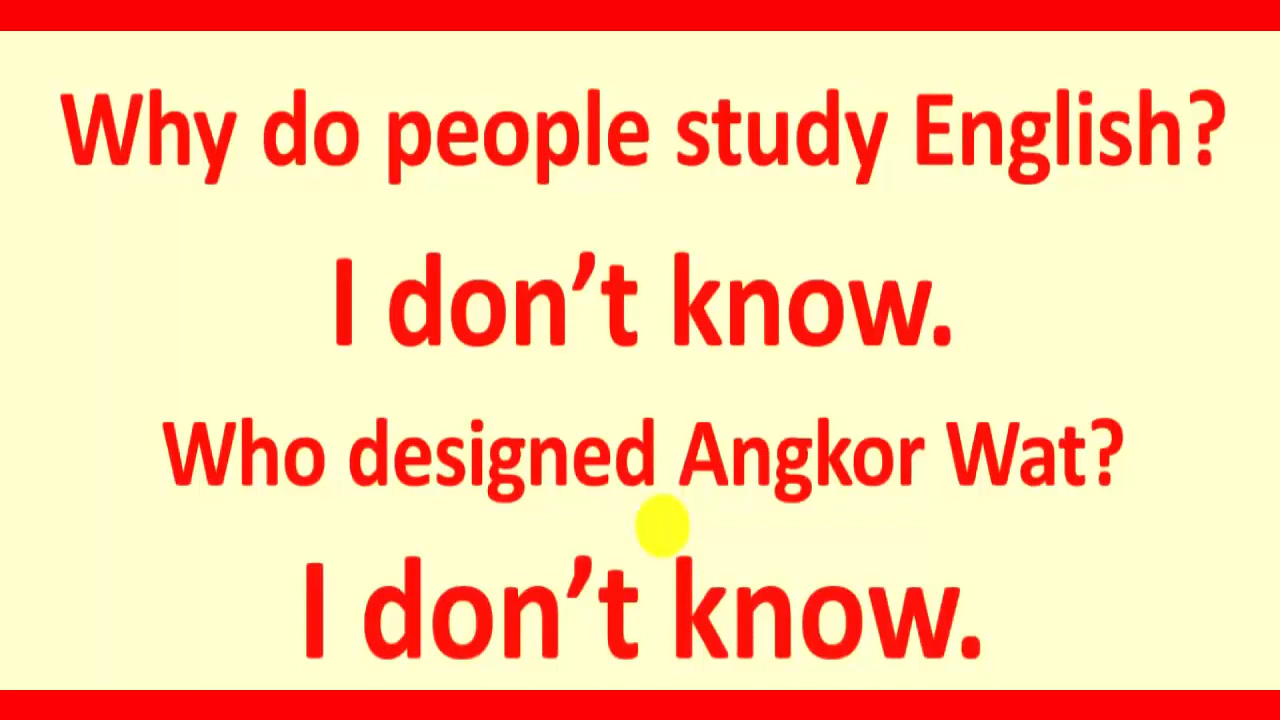 Why do people study English?
I don’t know.
Who designed Angkor Wat?
I don’t know.